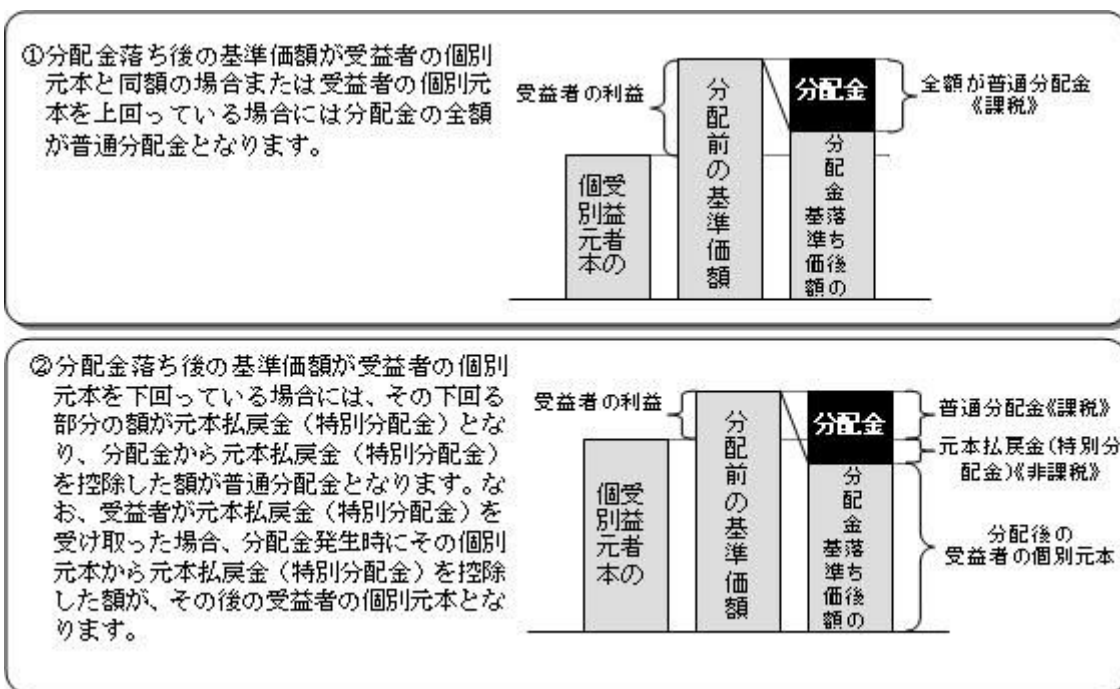 ①分配金落ち後の基準価額が受益者の個別
元本と同額の場合または受益者の個別元
本を上回っている場合には分配金の全額
が普通分配金となります。
受益者の利益
受益者の
個別元本
分配前の基準価額
分配金
分配金落ち後の
基準価額
全額が普通分配金
《課税》
②分配金落ち後の基準価額が受益者の個別
元本を下回っている場合には、その下回る
部分の額が元本払戻金（特別分配金）とな
り、分配金から元本払戻金（特別分配金）
を控除した額が普通分配金となります。な
お、受益者が元本払戻金（特別分配金）を
受け取った場合、分配金発生時にその個別
元本から元本払戻金（特別分配金）を控除
した額が、その後の受益者の個別元本とな
ります。
受益者の利益
受益者の
個別元本
分配前の基準価額
分配金
分配金落ち後の
基準価額
普通分配金《課税》
元本払戻金(特別分
配金)《非課税》
分配後の
受益者の個別元本